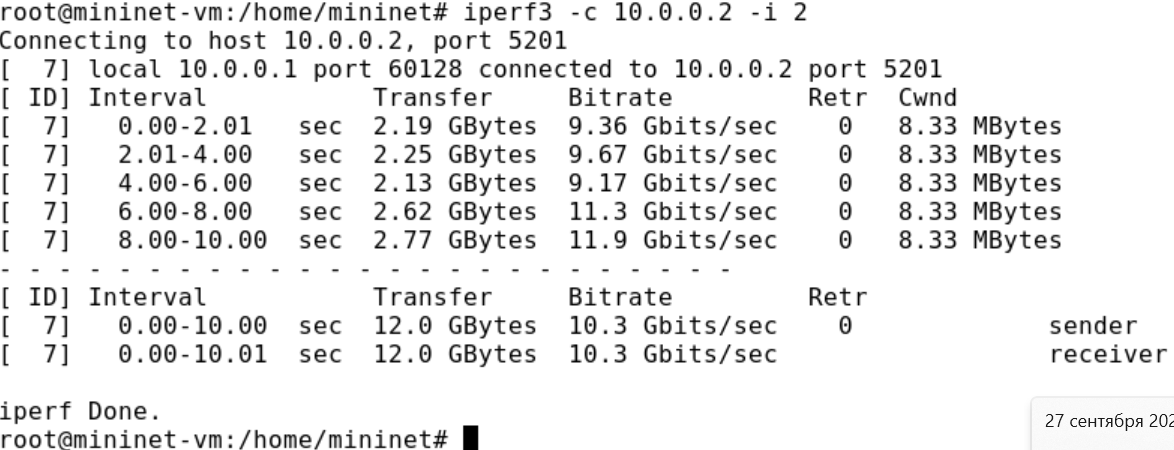 root@mininet-vm:/home/mininet# iperf3 -c 10.0.0.2 -i 2
Connecting to host 10.0.0.2, port 5201
[  7] local 10.0.0.1 port 60128 connected to 10.0.0.2 port 5201
[ ID] Interval           Transfer     Bitrate         Retr  Cwnd
[  7]   0.00-2.01   sec  2.19 GBytes  9.36 Gbits/sec    0   8.33 MBytes
[  7]   2.01-4.00   sec  2.25 GBytes  9.67 Gbits/sec    0   8.33 MBytes
[  7]   4.00-6.00   sec  2.13 GBytes  9.17 Gbits/sec    0   8.33 MBytes
[  7]   6.00-8.00   sec  2.62 GBytes  11.3 Gbits/sec    0   8.33 MBytes
[  7]   8.00-10.00  sec  2.77 GBytes  11.9 Gbits/sec    0   8.33 MBytes
- - - - - - - - - - - - - - - - - - - - - - - - -
[ ID] Interval           Transfer     Bitrate         Retr
[  7]   0.00-10.00  sec  12.0 GBytes  10.3 Gbits/sec    0             sender
[  7]   0.00-10.01  sec  12.0 GBytes  10.3 Gbits/sec                  receiver
iperf Done.
27 сентября 202
root@mininet-vm:/home/mininet#